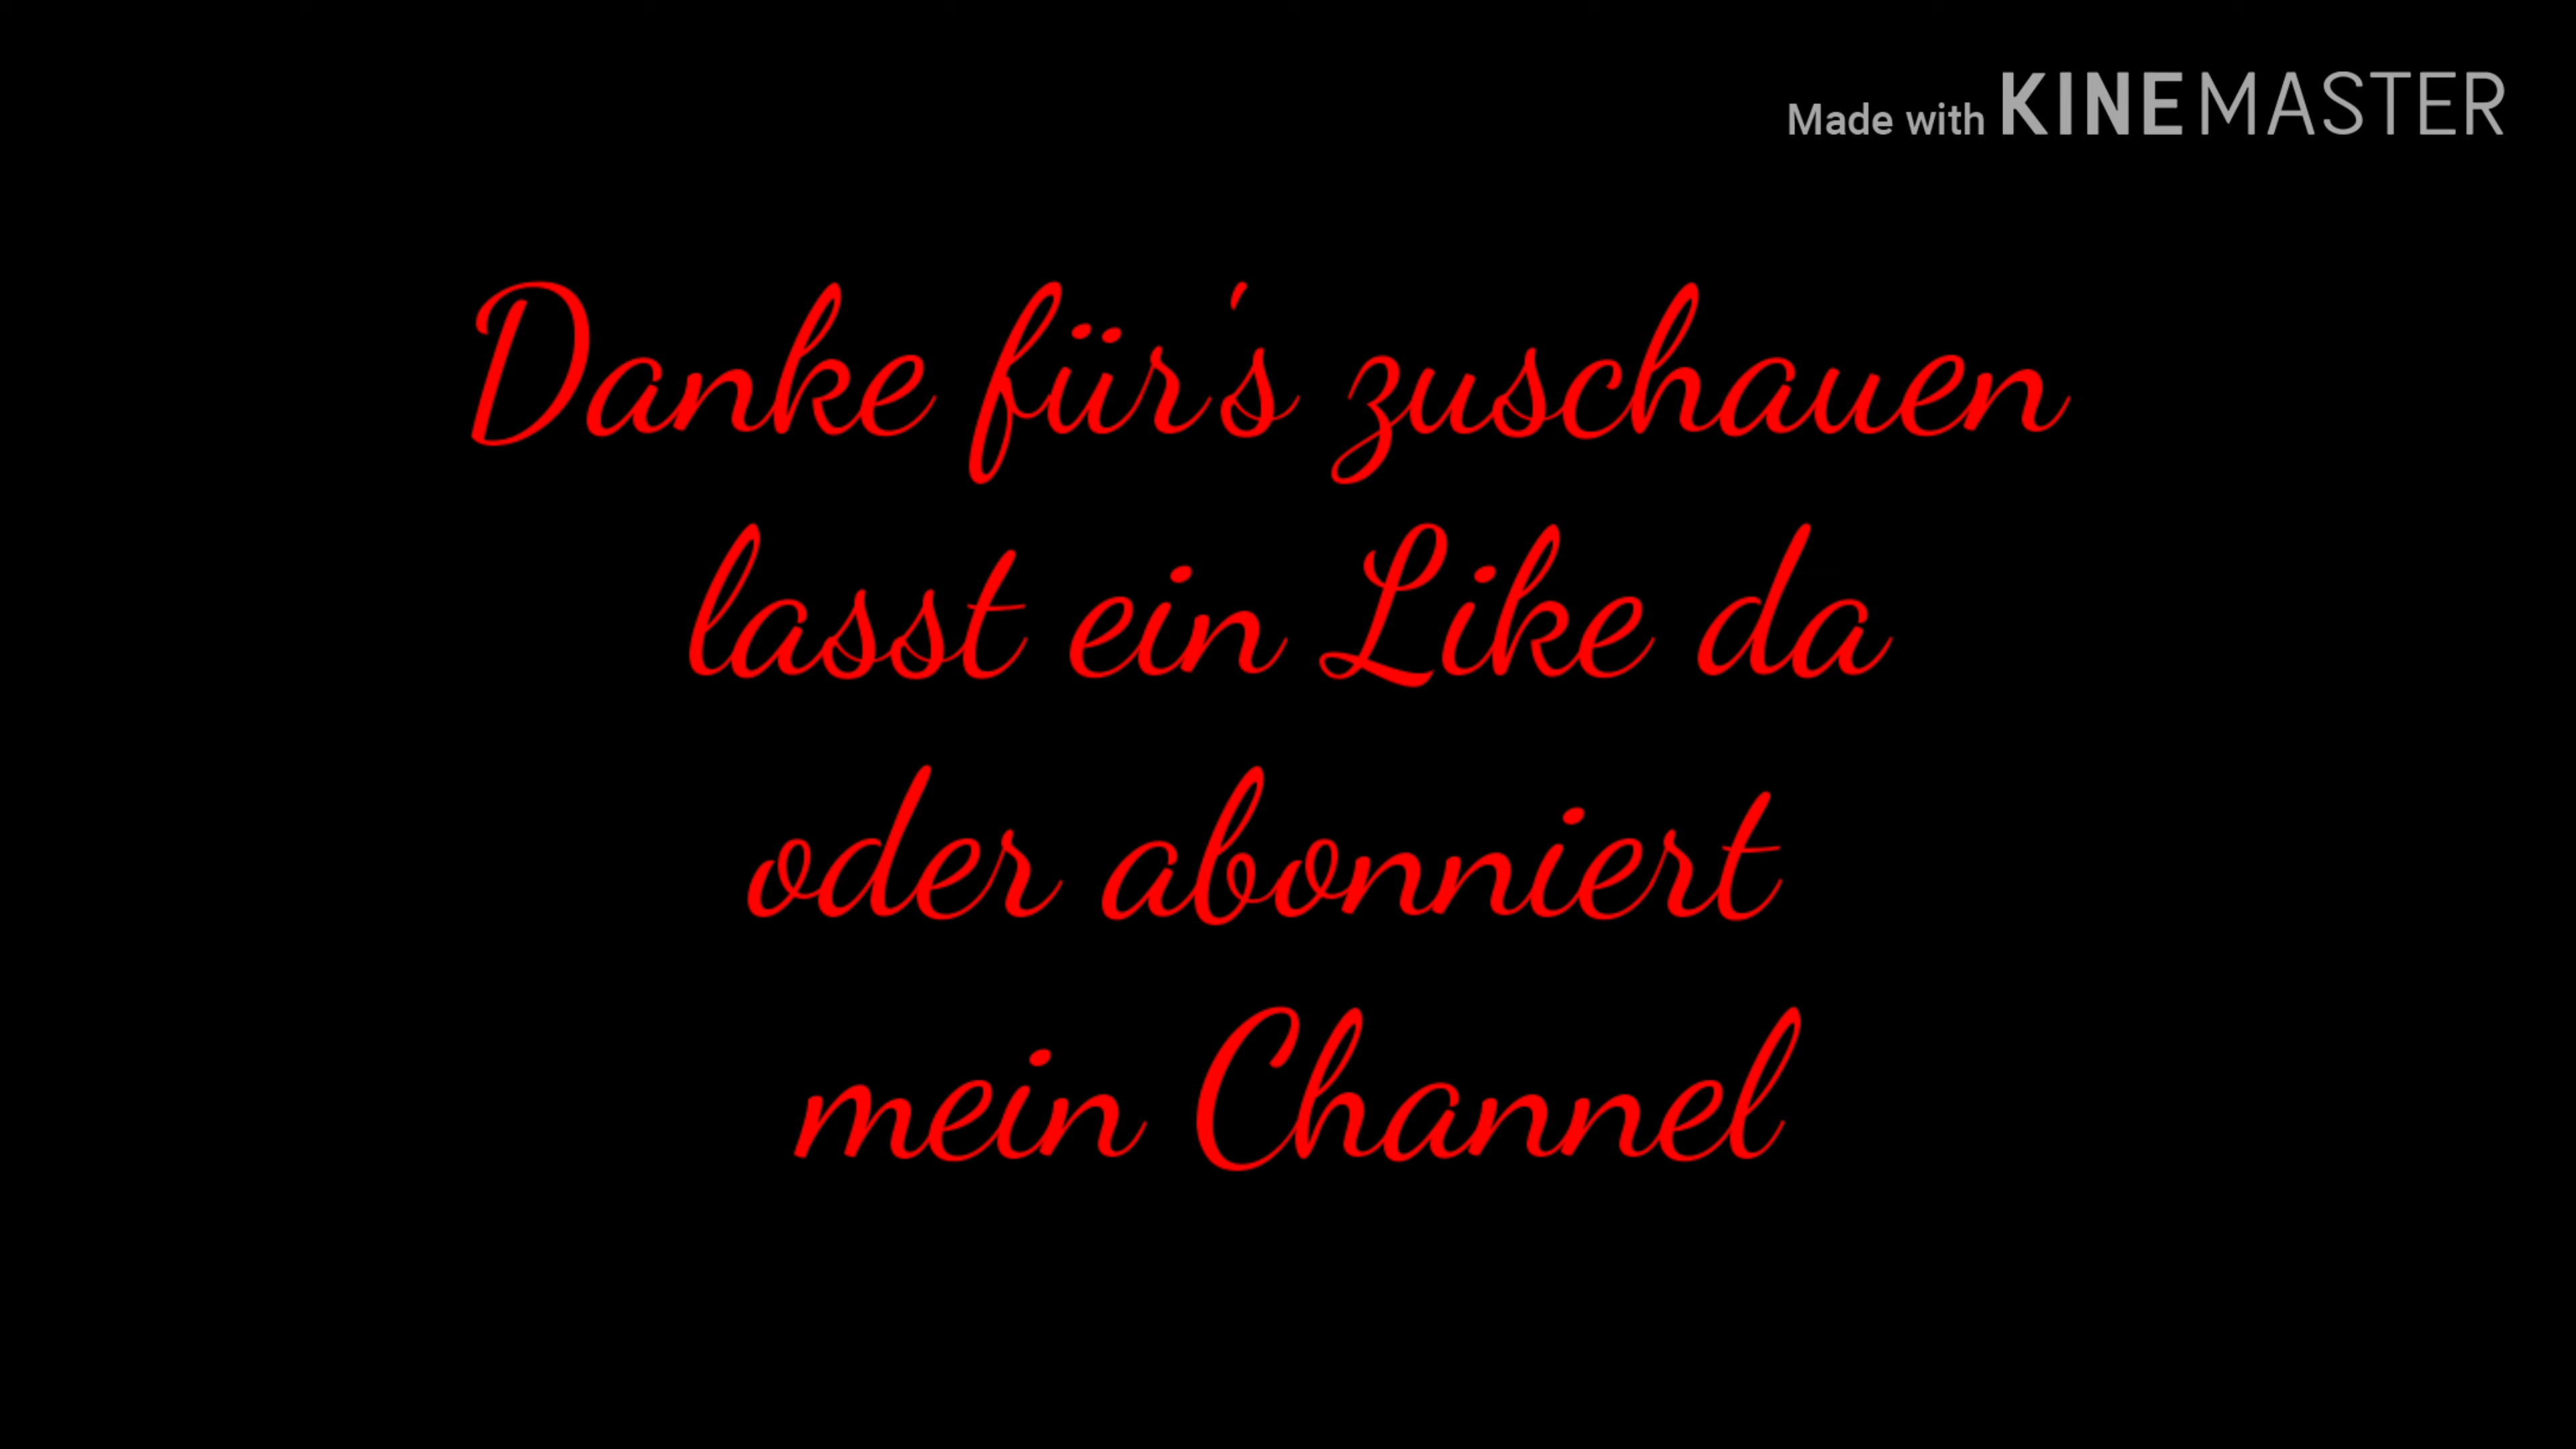 Made with KINEMASTER
Danke für's zuschauen
lasst ein Like da
oder abonniert
mein Channel